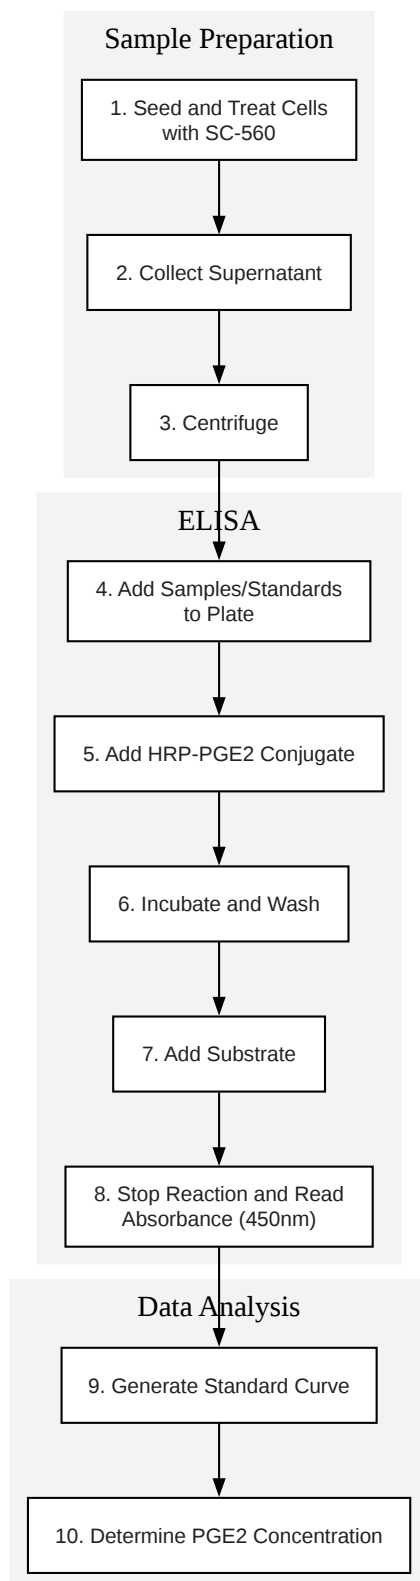 Sample Preparation
1. Seed and Treat Cells
with SC-560
2. Collect Supernatant
3. Centrifuge
ELISA
4. Add Samples/Standards
to Plate
5. Add HRP-PGE2 Conjugate
6. Incubate and Wash
7. Add Substrate
8. Stop Reaction and Read
Absorbance (450nm)
Data Analysis
9. Generate Standard Curve
10. Determine PGE2 Concentration